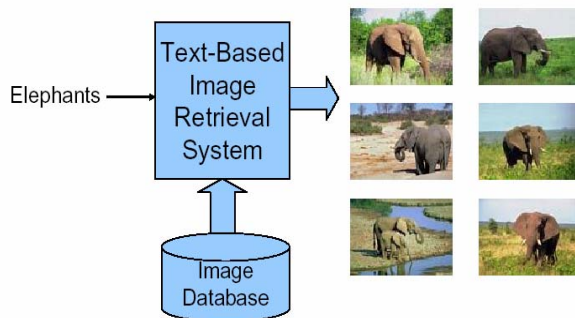 Text-Based
Image
Retrieval
System
Elephants
Image
Database